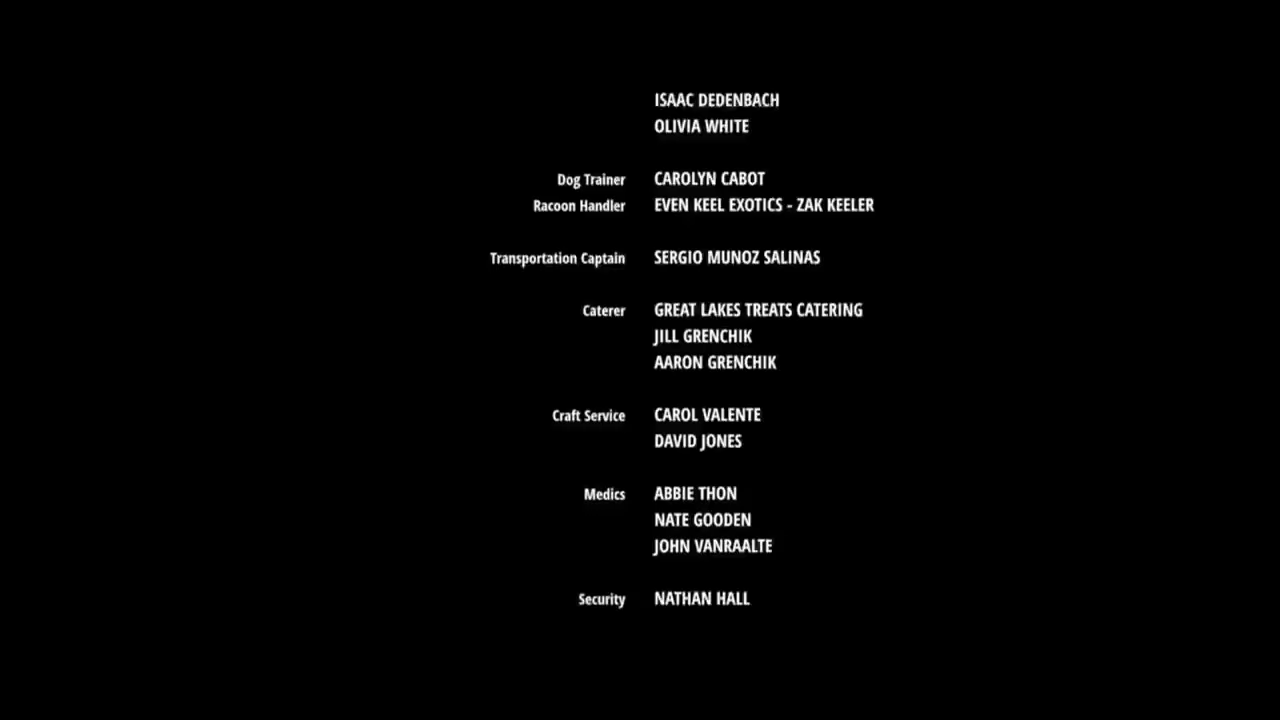 ISAAC DEDENBACH
OLIVIA WHITE
Dog Trainer CAROLYN CABOT
Racoon Handler EVEN KEEL EXOTICS - ZAK KEELER
Transportation Captain SERGIO MUNOZ SALINAS
Caterer GREAT LAKES TREATS CATERING
JILL GRENCHIK
AARON GRENCHIK
Craft Service CAROL VALENTE
DAVID JONES
Medics ABBIE THON
NATE GOODEN
JOHN VANRAALTE
Security NATHAN HALL